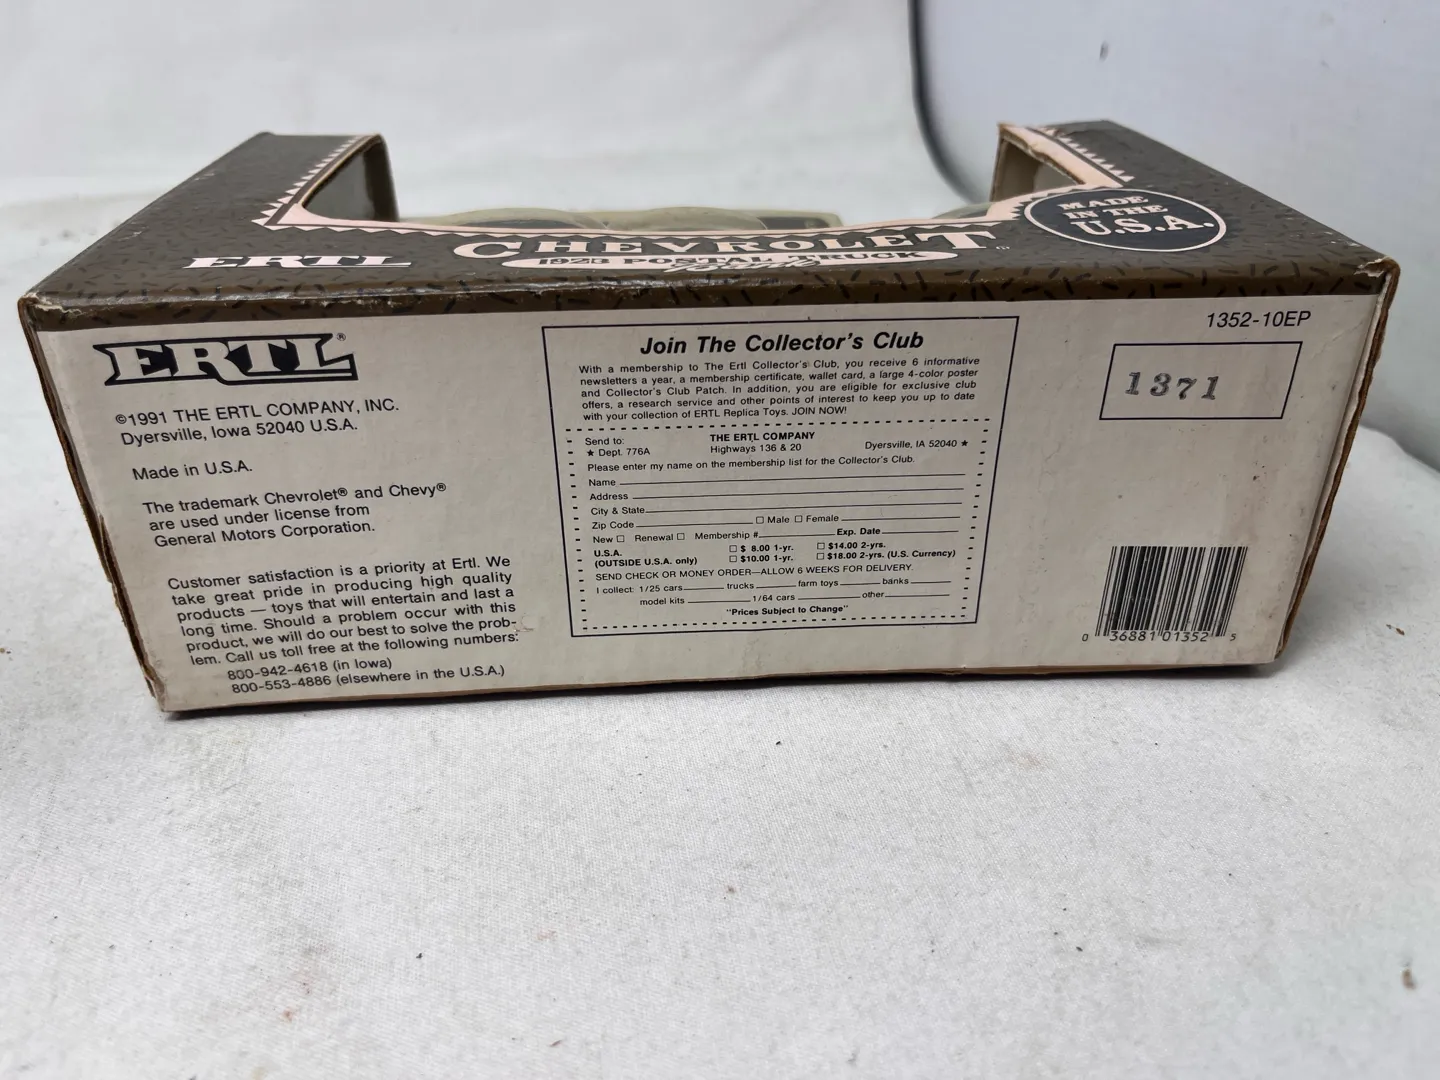 ERTL
CHEVROLET
1923 POSTAL TRUCK
MADE
IN THE
U.S.A.
ERTL®
©1991 THE ERTL COMPANY, INC.
Dyersville, Iowa 52040 U.S.A.
Made in U.S.A.
The trademark Chevrolet® and Chevy®
are used under license from
General Motors Corporation.
Customer satisfaction is a priority at Ertl. We
take great pride in producing high quality
products — toys that will entertain and last a
long time. Should a problem occur with this
product, we will do our best to solve the prob-
lem. Call us toll free at the following numbers:
800-942-4618 (in Iowa)
800-553-4886 (elsewhere in the U.S.A.)
Join The Collector's Club
With a membership to The Ertl Collector's Club, you receive 6 informative
newsletters a year, a membership certificate, wallet card, a large 4-color poster
and Collector's Club Patch. In addition, you are eligible for exclusive club
offers, a research service and other points of interest to keep you up to date
with your collection of ERTL Replica Toys. JOIN NOW!
Send to: THE ERTL COMPANY
★ Dept. 776A Highways 136 & 20 Dyersville, IA 52040 ★
Please enter my name on the membership list for the Collector's Club.
Name
Address
City & State
Zip Code □ Male □ Female
New □ Renewal □ Membership # Exp. Date
U.S.A. □ $ 8.00 1-yr. □ $14.00 2-yrs.
(OUTSIDE U.S.A. only) □ $10.00 1-yr. □ $18.00 2-yrs. (U.S. Currency)
SEND CHECK OR MONEY ORDER—ALLOW 6 WEEKS FOR DELIVERY.
I collect: 1/25 cars trucks farm toys banks
model kits 1/64 cars other
"Prices Subject to Change"
1352-10EP
1371
0 36881 01352 5